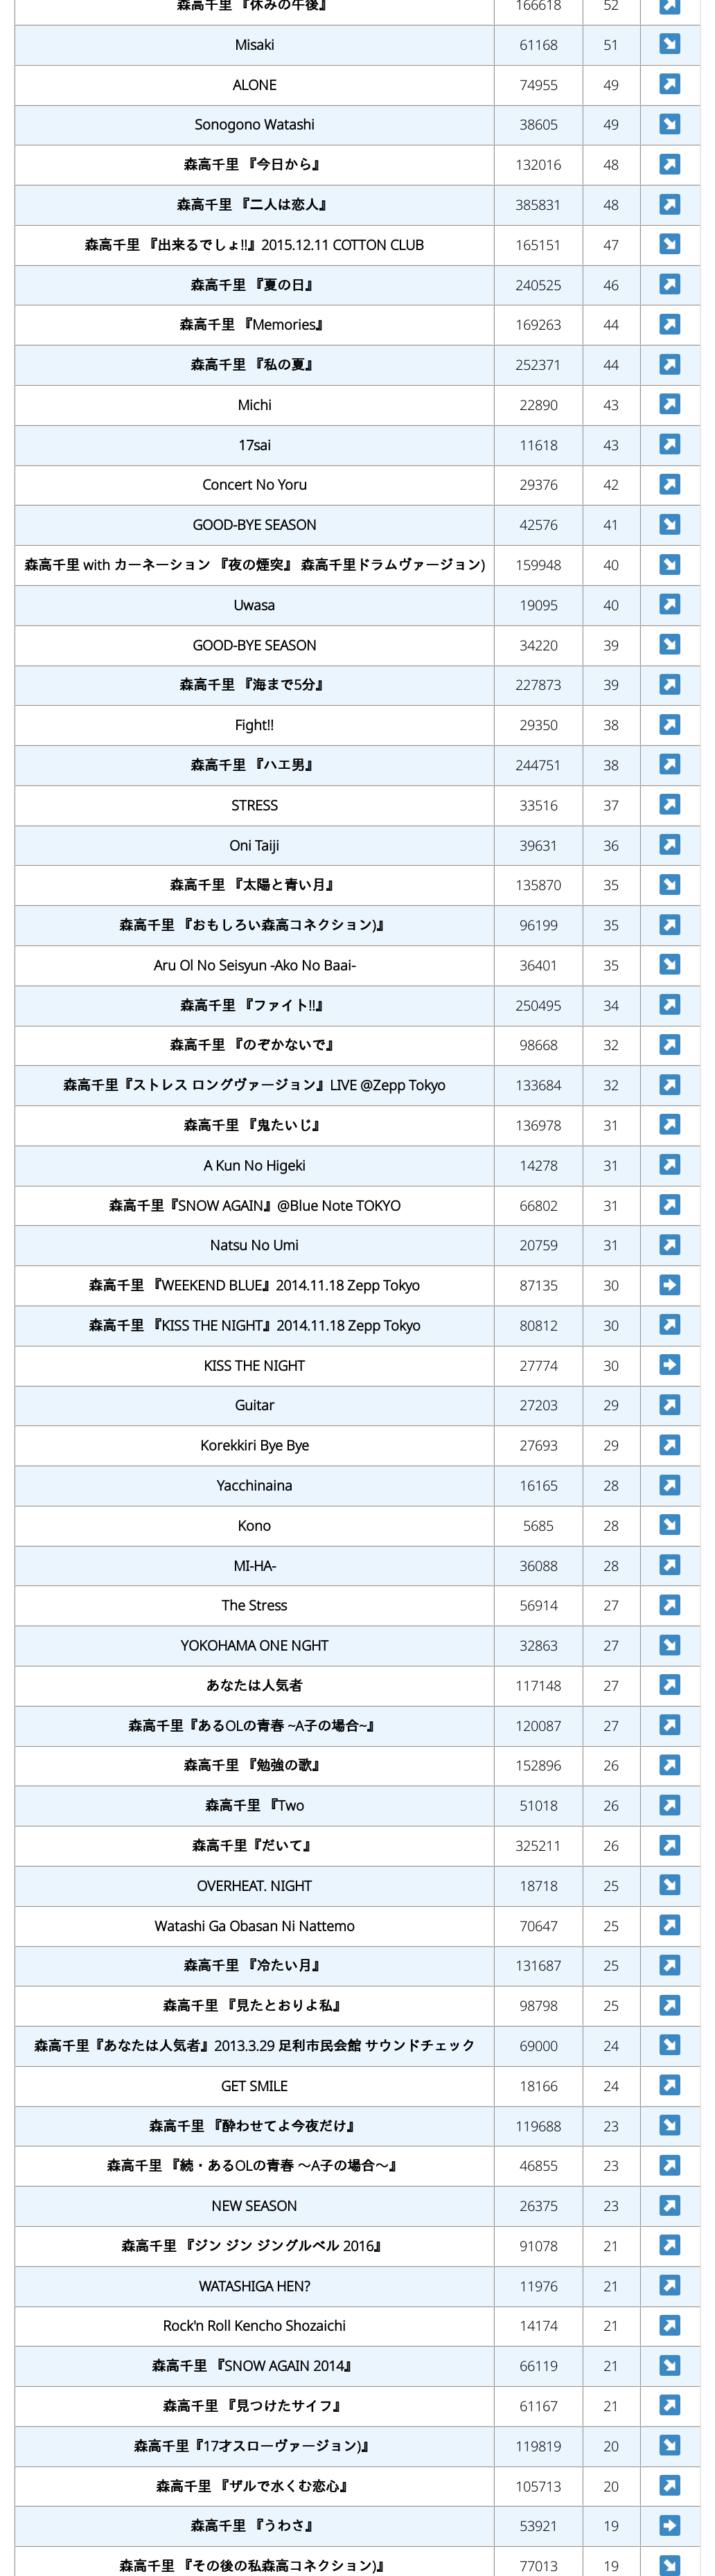 森高千里 『休みの午後』 166618 52
Misaki 61168 51
ALONE 74955 49
Sonogono Watashi 38605 49
森高千里 『今日から』 132016 48
森高千里 『二人は恋人』 385831 48
森高千里 『出来るでしょ!!』2015.12.11 COTTON CLUB 165151 47
森高千里 『夏の日』 240525 46
森高千里 『Memories』 169263 44
森高千里 『私の夏』 252371 44
Michi 22890 43
17sai 11618 43
Concert No Yoru 29376 42
GOOD-BYE SEASON 42576 41
森高千里 with カーネーション 『夜の煙突』 森高千里ドラムヴァージョン) 159948 40
Uwasa 19095 40
GOOD-BYE SEASON 34220 39
森高千里 『海まで5分』 227873 39
Fight!! 29350 38
森高千里 『ハエ男』 244751 38
STRESS 33516 37
Oni Taiji 39631 36
森高千里 『太陽と青い月』 135870 35
森高千里 『おもしろい森高コネクション)』 96199 35
Aru Ol No Seisyun -Ako No Baai- 36401 35
森高千里 『ファイト!!』 250495 34
森高千里 『のぞかないで』 98668 32
森高千里『ストレス ロングヴァージョン』LIVE @Zepp Tokyo 133684 32
森高千里 『鬼たいじ』 136978 31
A Kun No Higeki 14278 31
森高千里『SNOW AGAIN』@Blue Note TOKYO 66802 31
Natsu No Umi 20759 31
森高千里 『WEEKEND BLUE』2014.11.18 Zepp Tokyo 87135 30
森高千里 『KISS THE NIGHT』2014.11.18 Zepp Tokyo 80812 30
KISS THE NIGHT 27774 30
Guitar 27203 29
Korekkiri Bye Bye 27693 29
Yacchinaina 16165 28
Kono 5685 28
MI-HA- 36088 28
The Stress 56914 27
YOKOHAMA ONE NGHT 32863 27
あなたは人気者 117148 27
森高千里『あるOLの青春 ~A子の場合~』 120087 27
森高千里 『勉強の歌』 152896 26
森高千里 『Two 51018 26
森高千里『だいて』 325211 26
OVERHEAT. NIGHT 18718 25
Watashi Ga Obasan Ni Nattemo 70647 25
森高千里 『冷たい月』 131687 25
森高千里 『見たとおりよ私』 98798 25
森高千里『あなたは人気者』2013.3.29 足利市民会館 サウンドチェック 69000 24
GET SMILE 18166 24
森高千里 『酔わせてよ今夜だけ』 119688 23
森高千里 『続・あるOLの青春 〜A子の場合〜』 46855 23
NEW SEASON 26375 23
森高千里 『ジン ジン ジングルベル 2016』 91078 21
WATASHIGA HEN? 11976 21
Rock'n Roll Kencho Shozaichi 14174 21
森高千里 『SNOW AGAIN 2014』 66119 21
森高千里 『見つけたサイフ』 61167 21
森高千里『17才スローヴァージョン)』 119819 20
森高千里 『ザルで水くむ恋心』 105713 20
森高千里 『うわさ』 53921 19
森高千里 『その後の私森高コネクション)』 77013 19